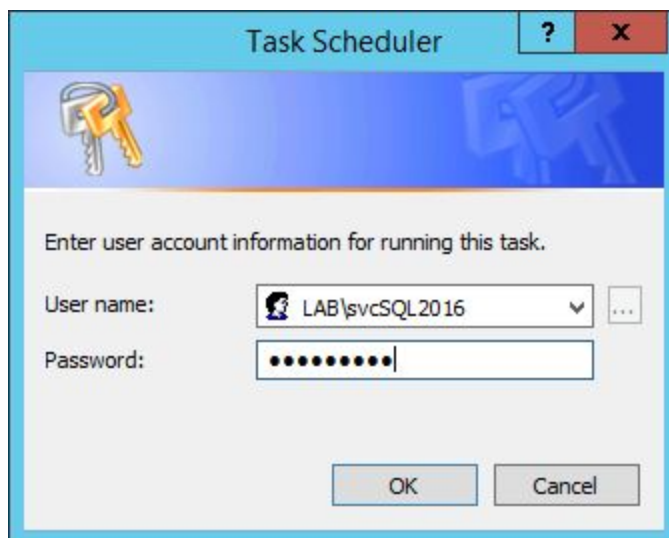 Task Scheduler
?
x
Enter user account information for running this task.
User name:
LAB\svcSQL2016
...
Password:
●●●●●●●●●
OK
Cancel